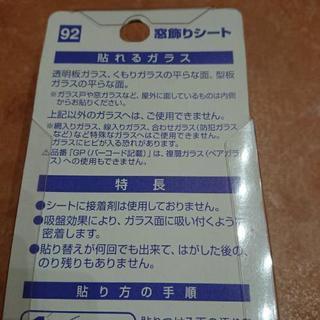 92
窓飾りシート
貼れるガラス
透明板ガラス、くもりガラスの平らな面、型板
ガラスの平らな面。
※ガラス戸や窓ガラスなど、屋外に面しているものは内側
からお貼りください。
上記以外のガラスへは、ご使用できません。
※網入りガラス、線入りガラス、合わせガラス(防犯ガラス
など)など特殊なガラスへはご使用できません。
ガラスにヒビが入る恐れがあります。
⚠品番「GP(バーコード記載)」は、複層ガラス(ペアガラ
ス)への使用もできません。
特長
●シートに接着剤は使用しておりません。
●吸盤効果により、ガラス面に吸い付くよう
密着します。
●貼り替えが何回でも出来て、はがした後の、
のり残りもありません。
貼り方の手順